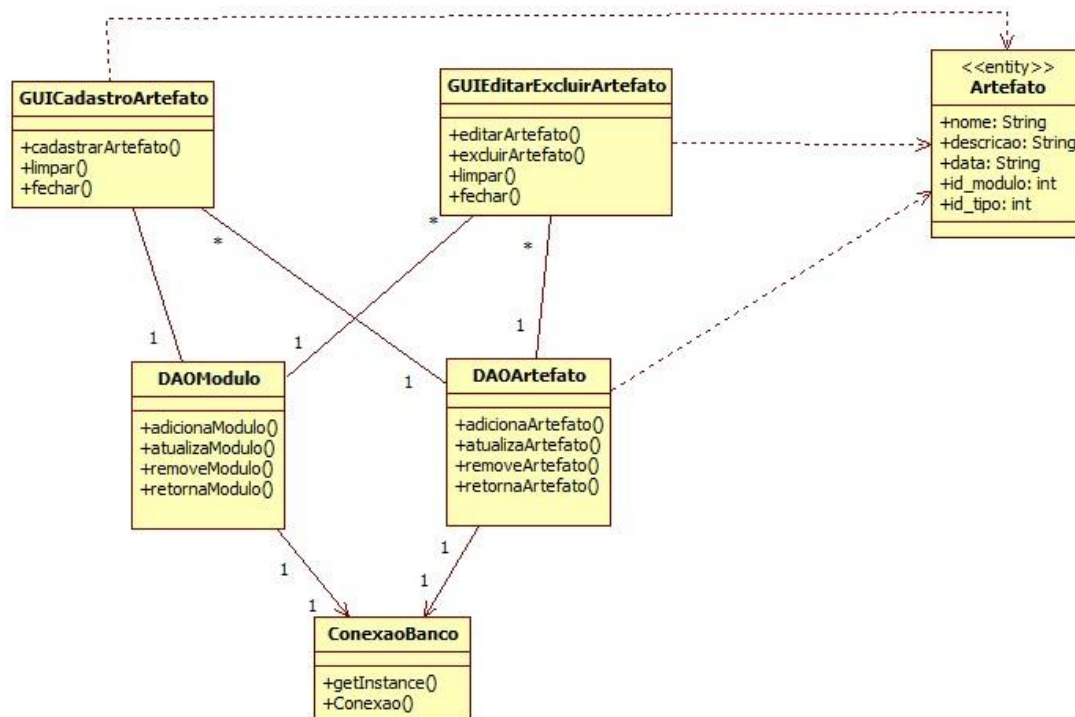 GUICadastroArtefato
+cadastrarArtefato()
+limpar()
+fechar()
GUIEditarExcluirArtefato
+editarArtefato()
+excluirArtefato()
+limpar()
+fechar()
<<entity>>
Artefato
+nome: String
+descricao: String
+data: String
+id_modulo: int
+id_tipo: int
*
*
*
1
1
1
1
DAOModulo
+adicionaModulo()
+atualizaModulo()
+removeModulo()
+retornaModulo()
DAOArtefato
+adicionaArtefato()
+atualizaArtefato()
+removeArtefato()
+retornaArtefato()
1
1
1
1
ConexaoBanco
+getInstance()
+Conexao()